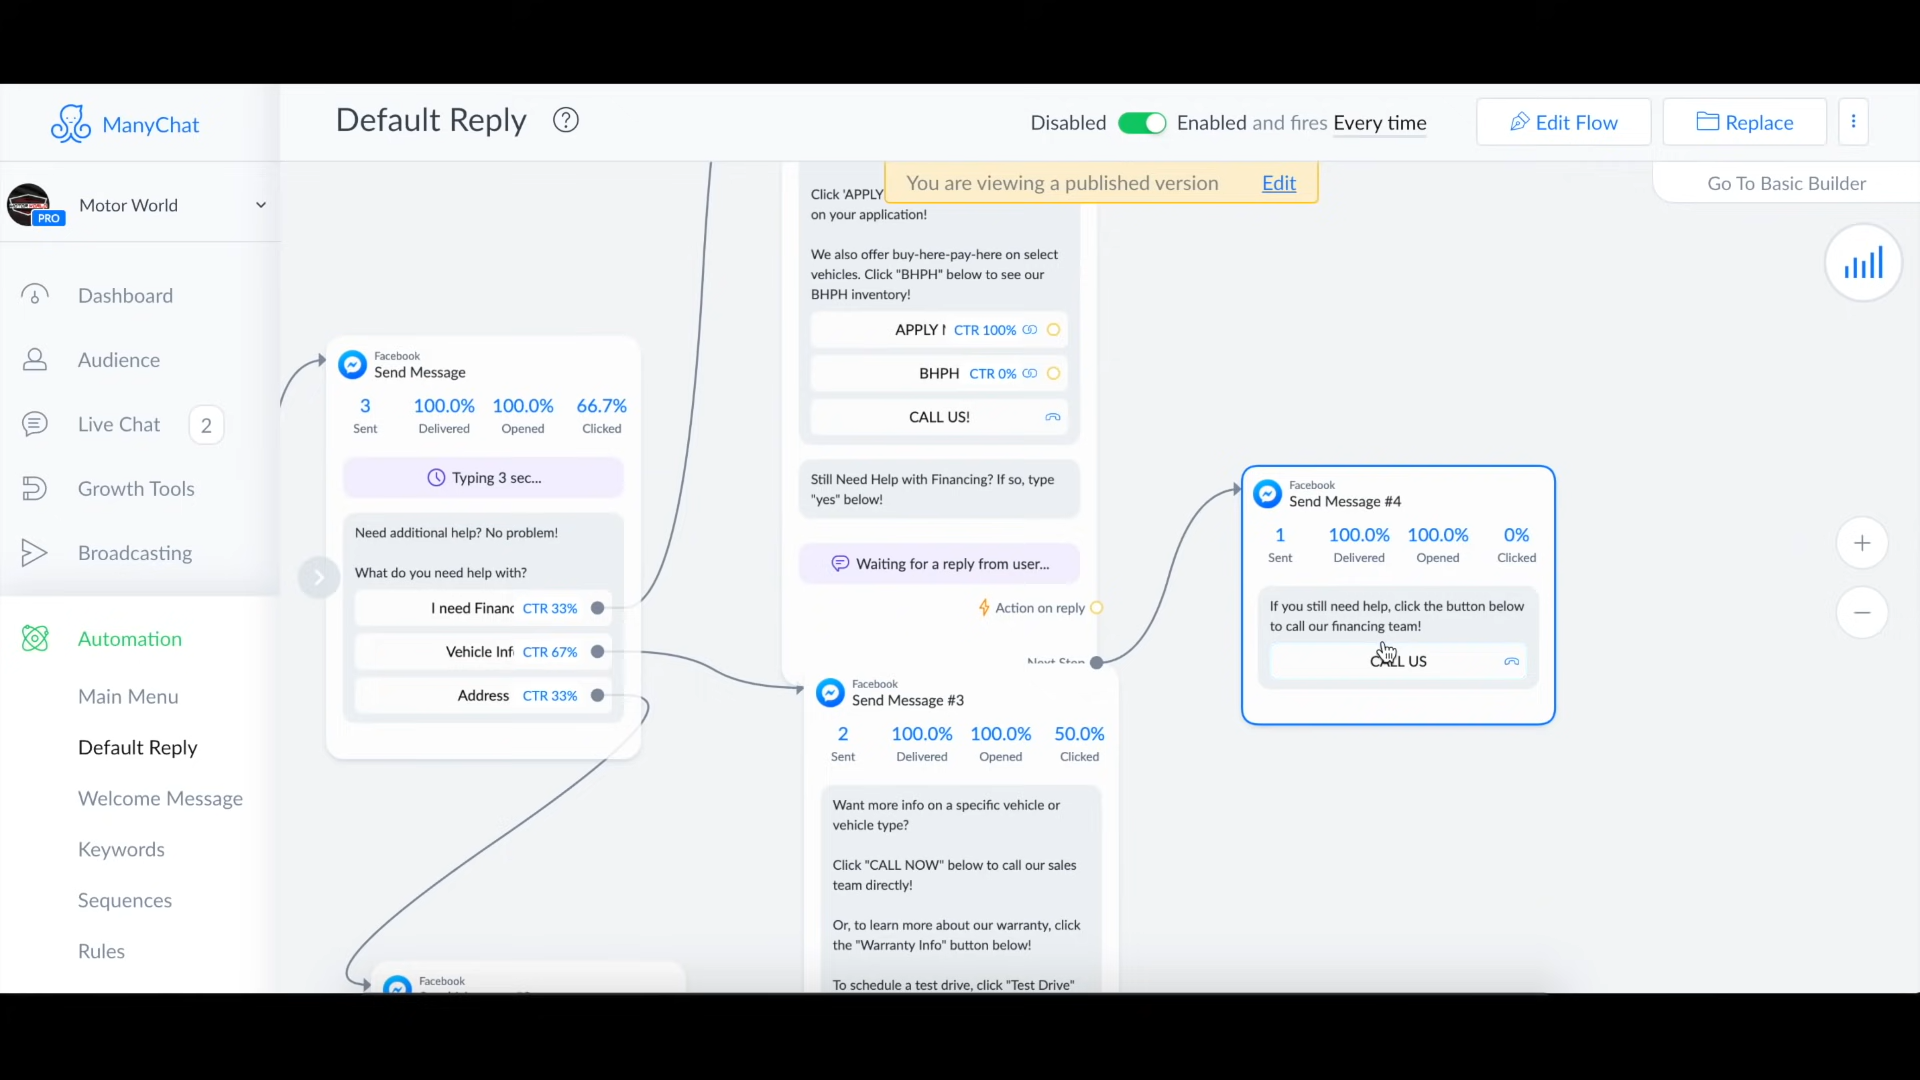 ManyChat
Default Reply ?
Disabled Enabled and fires Every time
Edit Flow
Replace
You are viewing a published version Edit
Go To Basic Builder
PRO
Motor World
Dashboard
Audience
Live Chat 2
Growth Tools
Broadcasting
Automation
Main Menu
Default Reply
Welcome Message
Keywords
Sequences
Rules
Facebook
Send Message
3 100.0% 100.0% 66.7%
Sent Delivered Opened Clicked
Typing 3 sec...
Need additional help? No problem!
What do you need help with?
I need Financ CTR 33%
Vehicle Inf CTR 67%
Address CTR 33%
Facebook
Click 'APPLY
on your application!
We also offer buy-here-pay-here on select
vehicles. Click "BHPH" below to see our
BHPH inventory!
APPLY CTR 100%
BHPH CTR 0%
CALL US!
Still Need Help with Financing? If so, type
"yes" below!
Waiting for a reply from user...
Action on reply
Next Step
Facebook
Send Message #3
2 100.0% 100.0% 50.0%
Sent Delivered Opened Clicked
Want more info on a specific vehicle or
vehicle type?
Click "CALL NOW" below to call our sales
team directly!
Or, to learn more about our warranty, click
the "Warranty Info" button below!
To schedule a test drive, click "Test Drive"
Facebook
Send Message #4
1 100.0% 100.0% 0%
Sent Delivered Opened Clicked
If you still need help, click the button below
to call our financing team!
CALL US